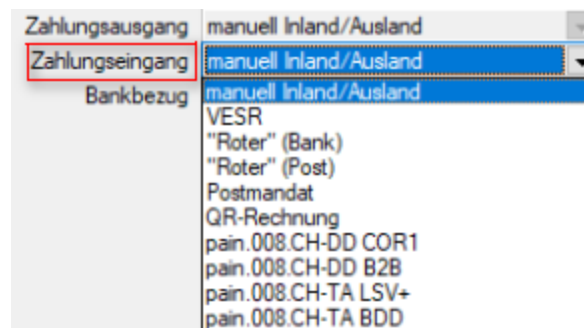 Zahlungsausgang manuell Inland/Ausland
Zahlungseingang manuell Inland/Ausland
Bankbezug manuell Inland/Ausland
VESR
"Roter" (Bank)
"Roter" (Post)
Postmandat
QR-Rechnung
pain.008.CH-DD COR1
pain.008.CH-DD B2B
pain.008.CH-TA LSV+
pain.008.CH-TA BDD